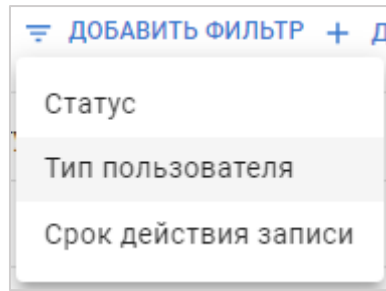 ДОБАВИТЬ ФИЛЬТР + Д
Статус
Тип пользователя
Срок действия записи